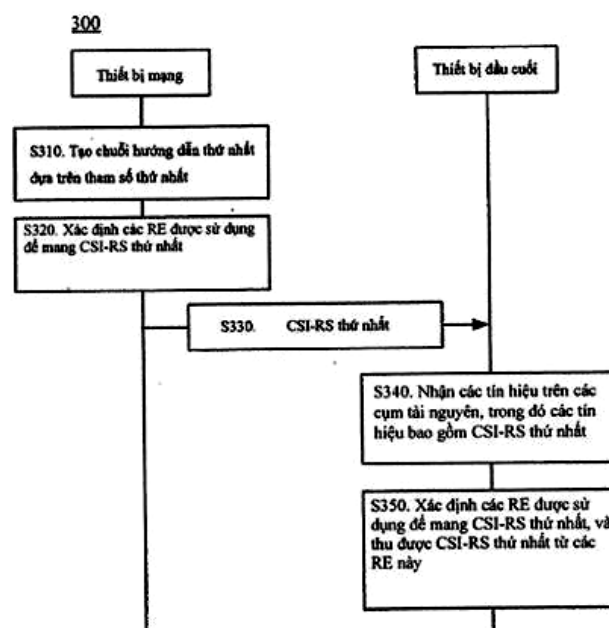 300
Thiết bị mạng
Thiết bị đầu cuối
S310. Tạo chuỗi hướng dẫn thứ nhất
dựa trên tham số thứ nhất
S320. Xác định các RE được sử dụng
để mang CSI-RS thứ nhất
S330. CSI-RS thứ nhất
S340. Nhận các tín hiệu trên các
cụm tài nguyên, trong đó các tín
hiệu bao gồm CSI-RS thứ nhất
S350. Xác định các RE được sử
dụng để mang CSI-RS thứ nhất, và
thu được CSI-RS thứ nhất từ các
RE này